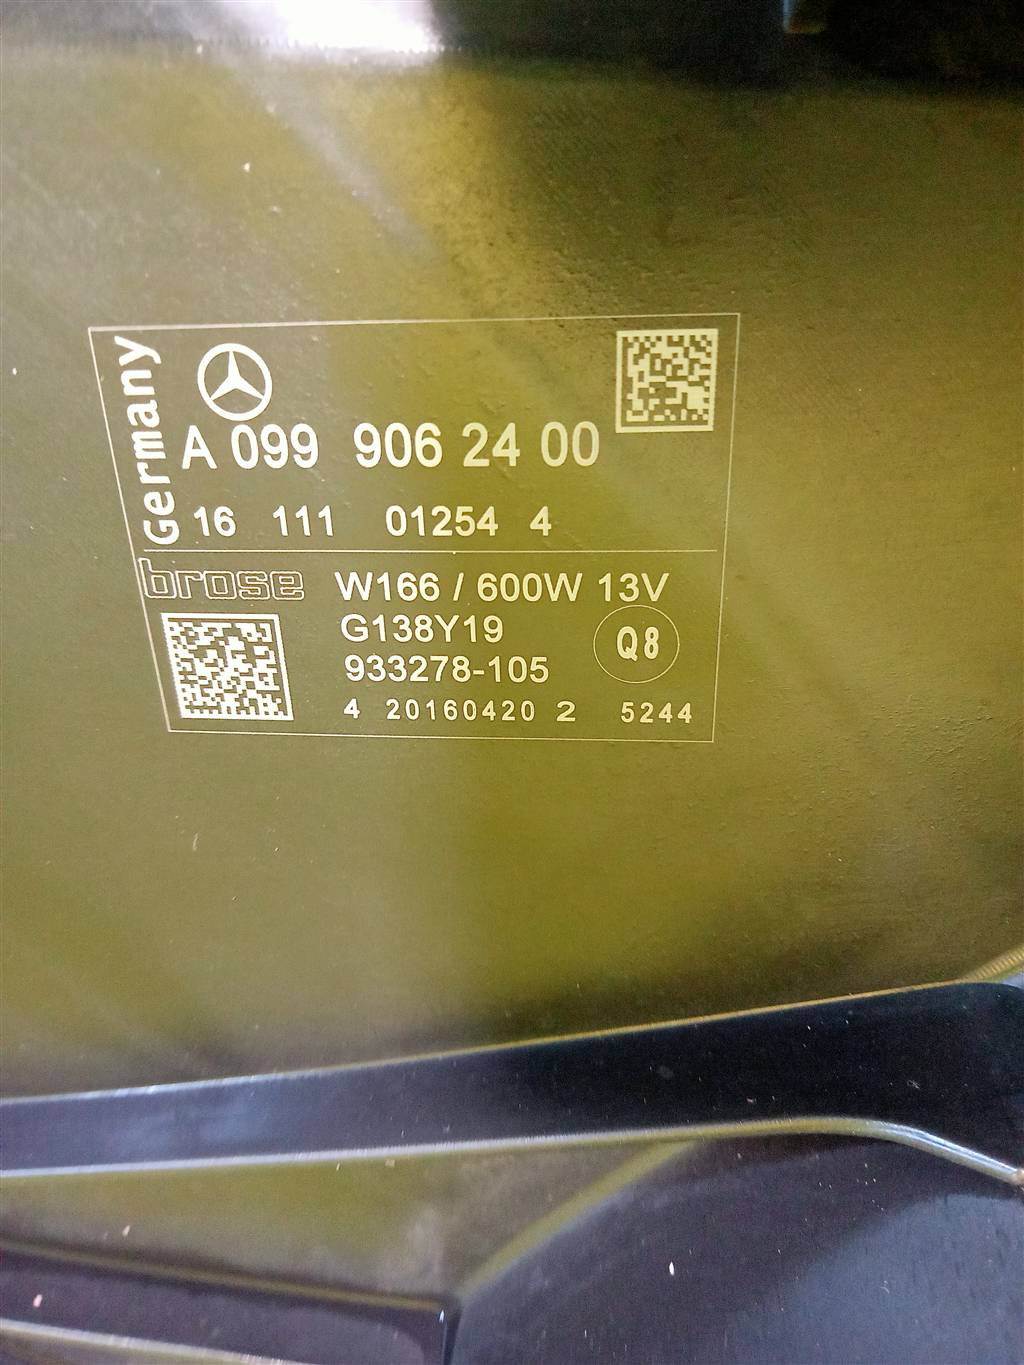 Germany
A 099 906 24 00
16 111 01254 4
brose W166 / 600W 13V
G138Y19
Q8
933278-105
4 20160420 2 5244